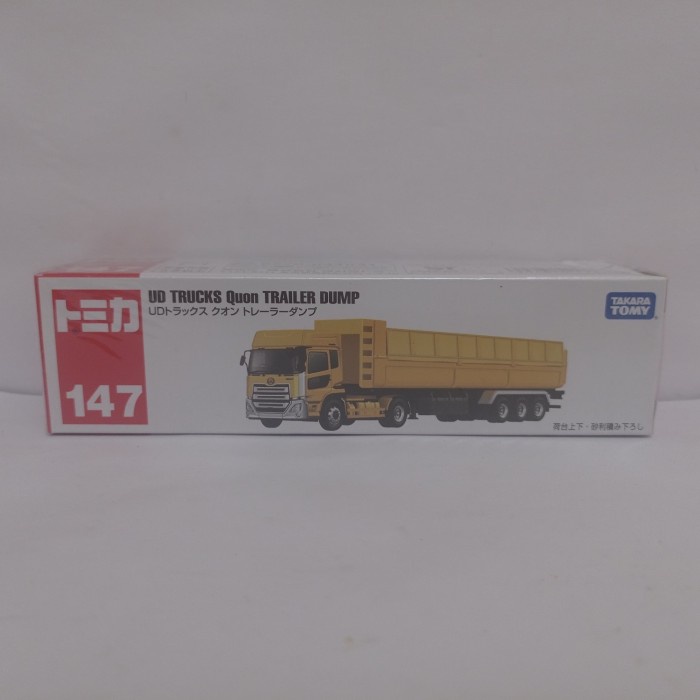 トミカ
147
UD TRUCKS Quon TRAILER DUMP
UDトラックス クオン トレーラーダンプ
TAKARA
TOMY
荷台上下・砂利積み下ろし